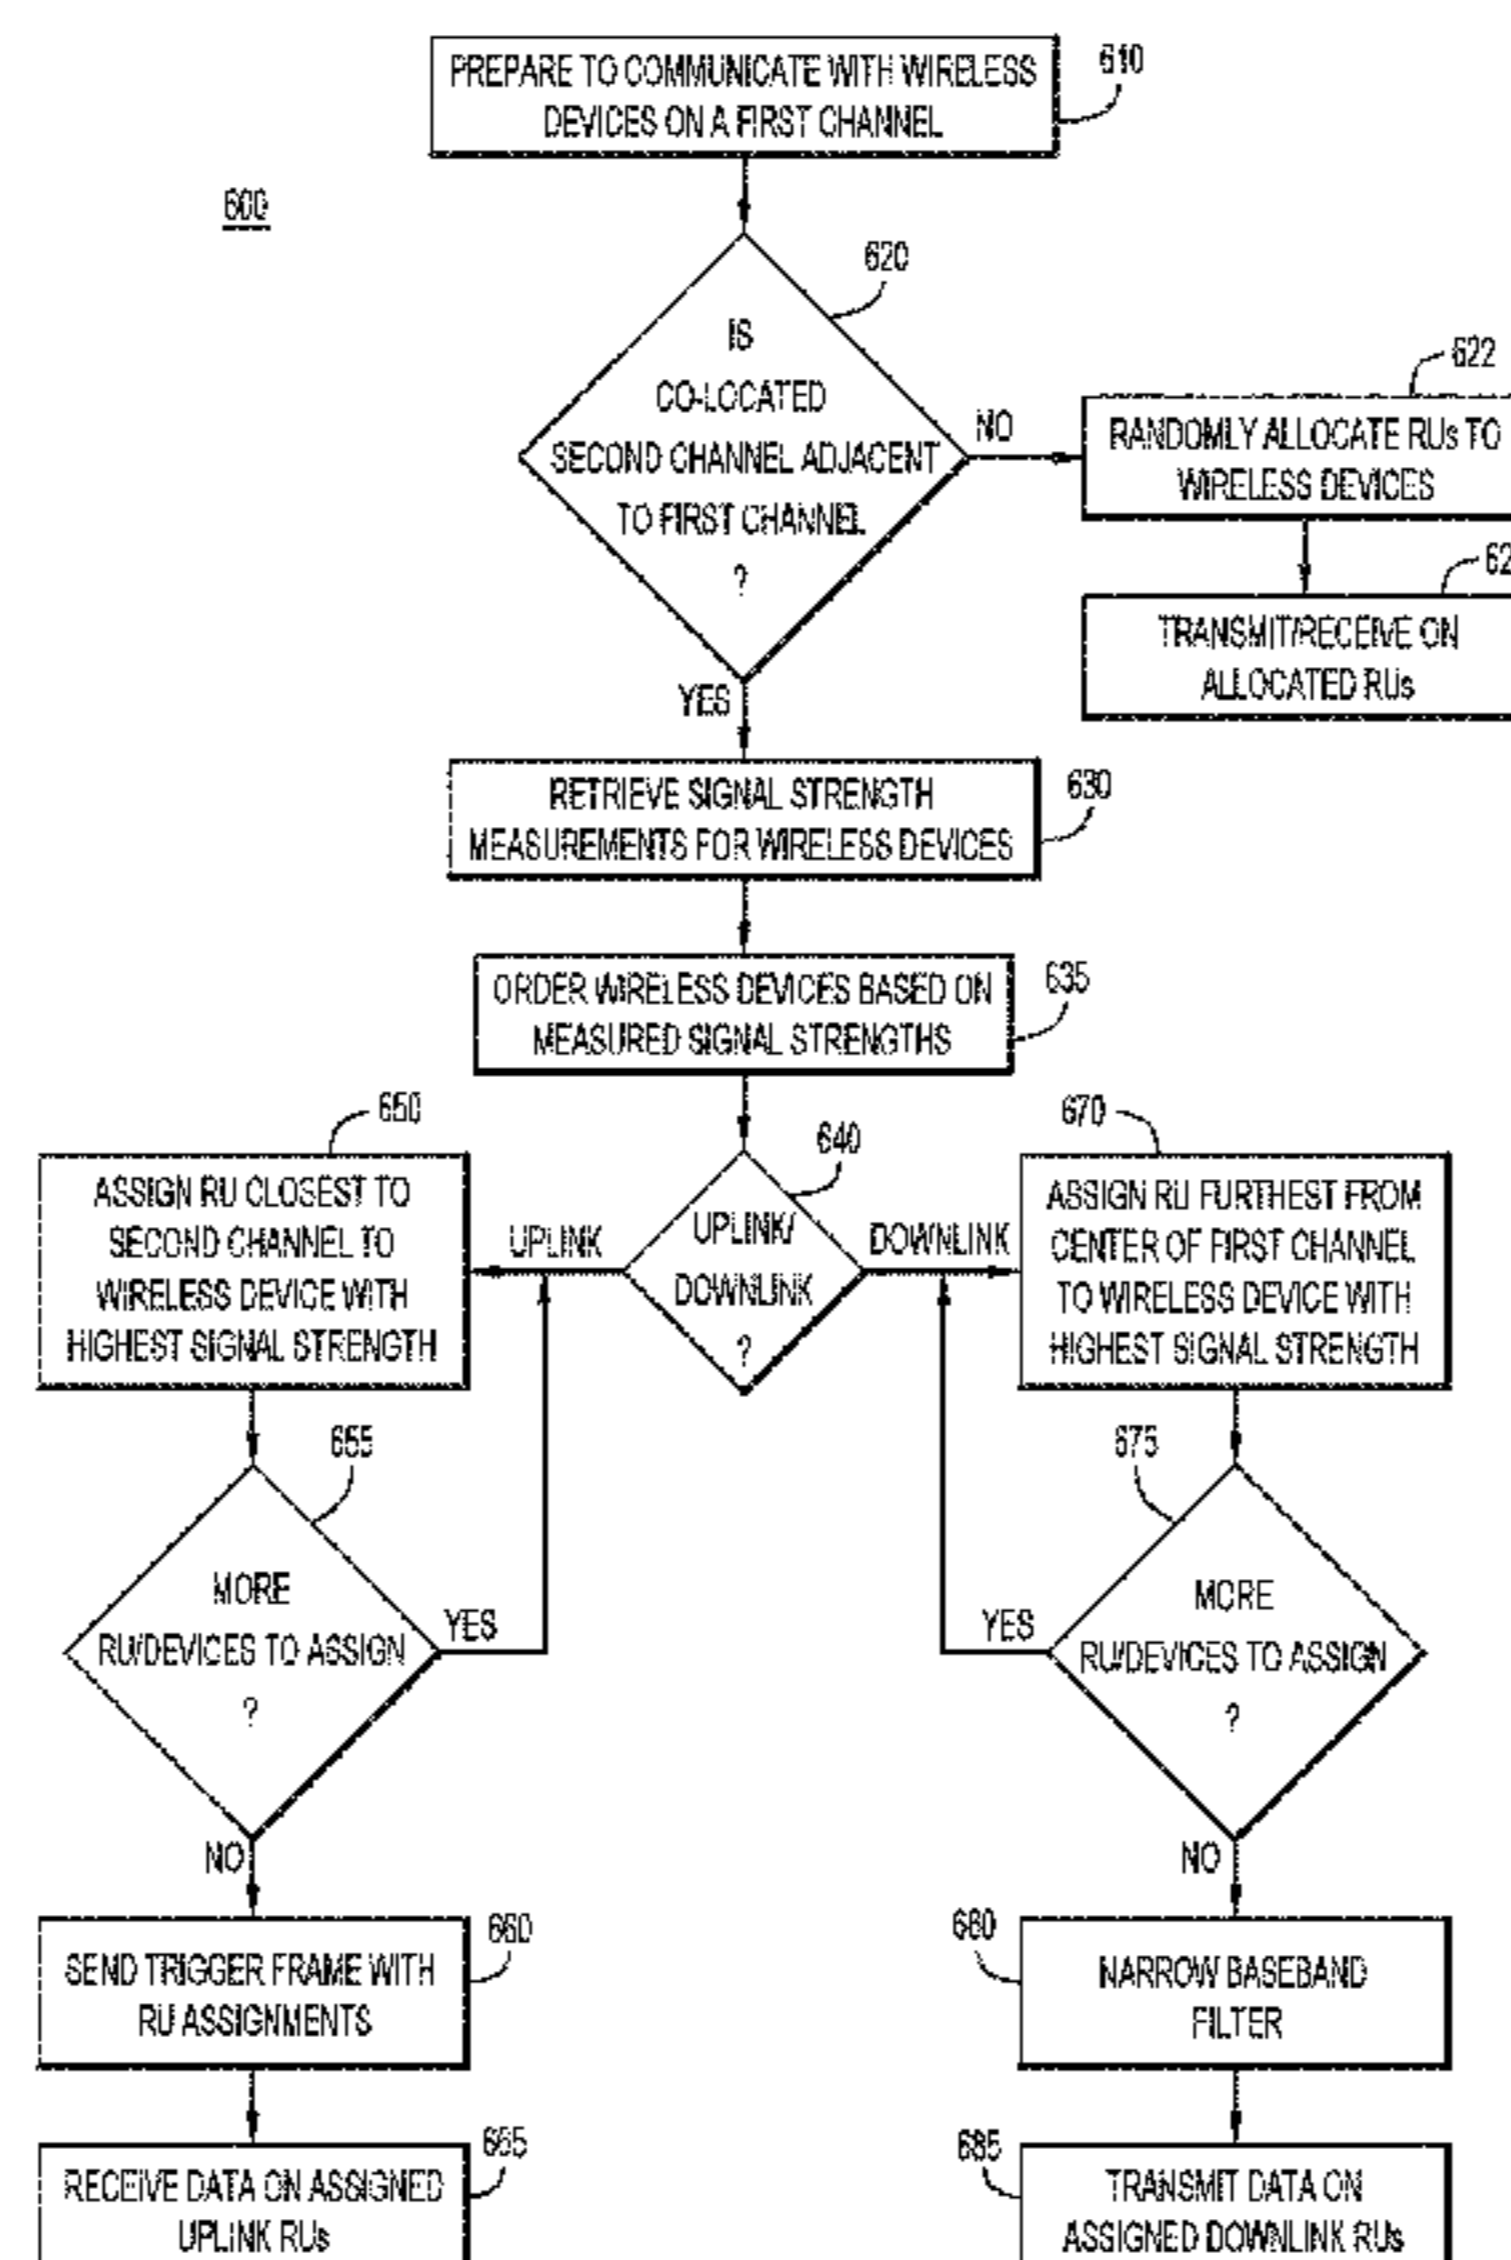 PREPARE TO COMMUNICATE WITH WIRELESS
DEVICES ON A FIRST CHANNEL
610
600
620
IS
CO-LOCATED
SECOND CHANNEL ADJACENT
TO FIRST CHANNEL
?
NO
622
RANDOMLY ALLOCATE RUs TO
WIRELESS DEVICES
TRANSMIT/RECEIVE ON
ALLOCATED RUs
YES
RETRIEVE SIGNAL STRENGTH
MEASUREMENTS FOR WIRELESS DEVICES
630
ORDER WIRELESS DEVICES BASED ON
MEASURED SIGNAL STRENGTHS
635
650
ASSIGN RU CLOSEST TO
SECOND CHANNEL TO
WIRELESS DEVICE WITH
HIGHEST SIGNAL STRENGTH
UPLINK
640
UPLINK/
DOWNLINK
?
DOWNLINK
670
ASSIGN RU FURTHEST FROM
CENTER OF FIRST CHANNEL
TO WIRELESS DEVICE WITH
HIGHEST SIGNAL STRENGTH
655
MORE
RU/DEVICES TO ASSIGN
?
YES
NO
675
MORE
RU/DEVICES TO ASSIGN
?
YES
NO
SEND TRIGGER FRAME WITH
RU ASSIGNMENTS
660
680
NARROW BASEBAND
FILTER
RECEIVE DATA ON ASSIGNED
UPLINK RUs
665
685
TRANSMIT DATA ON
ASSIGNED DOWNLINK RUs